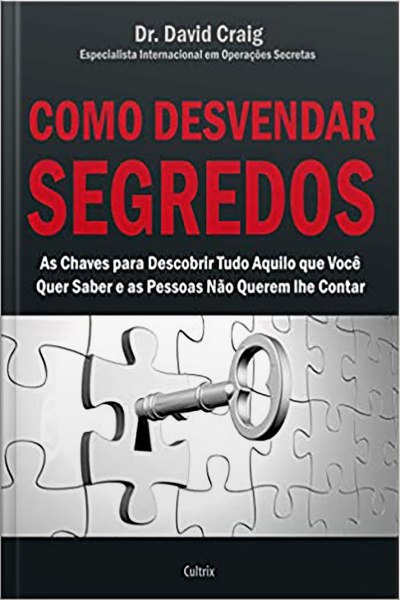 Dr. David Craig
Especialista Internacional em Operações Secretas
COMO DESVENDAR
SEGREDOS
As Chaves para Descobrir Tudo Aquilo que Você
Quer Saber e as Pessoas Não Querem lhe Contar
Cultrix